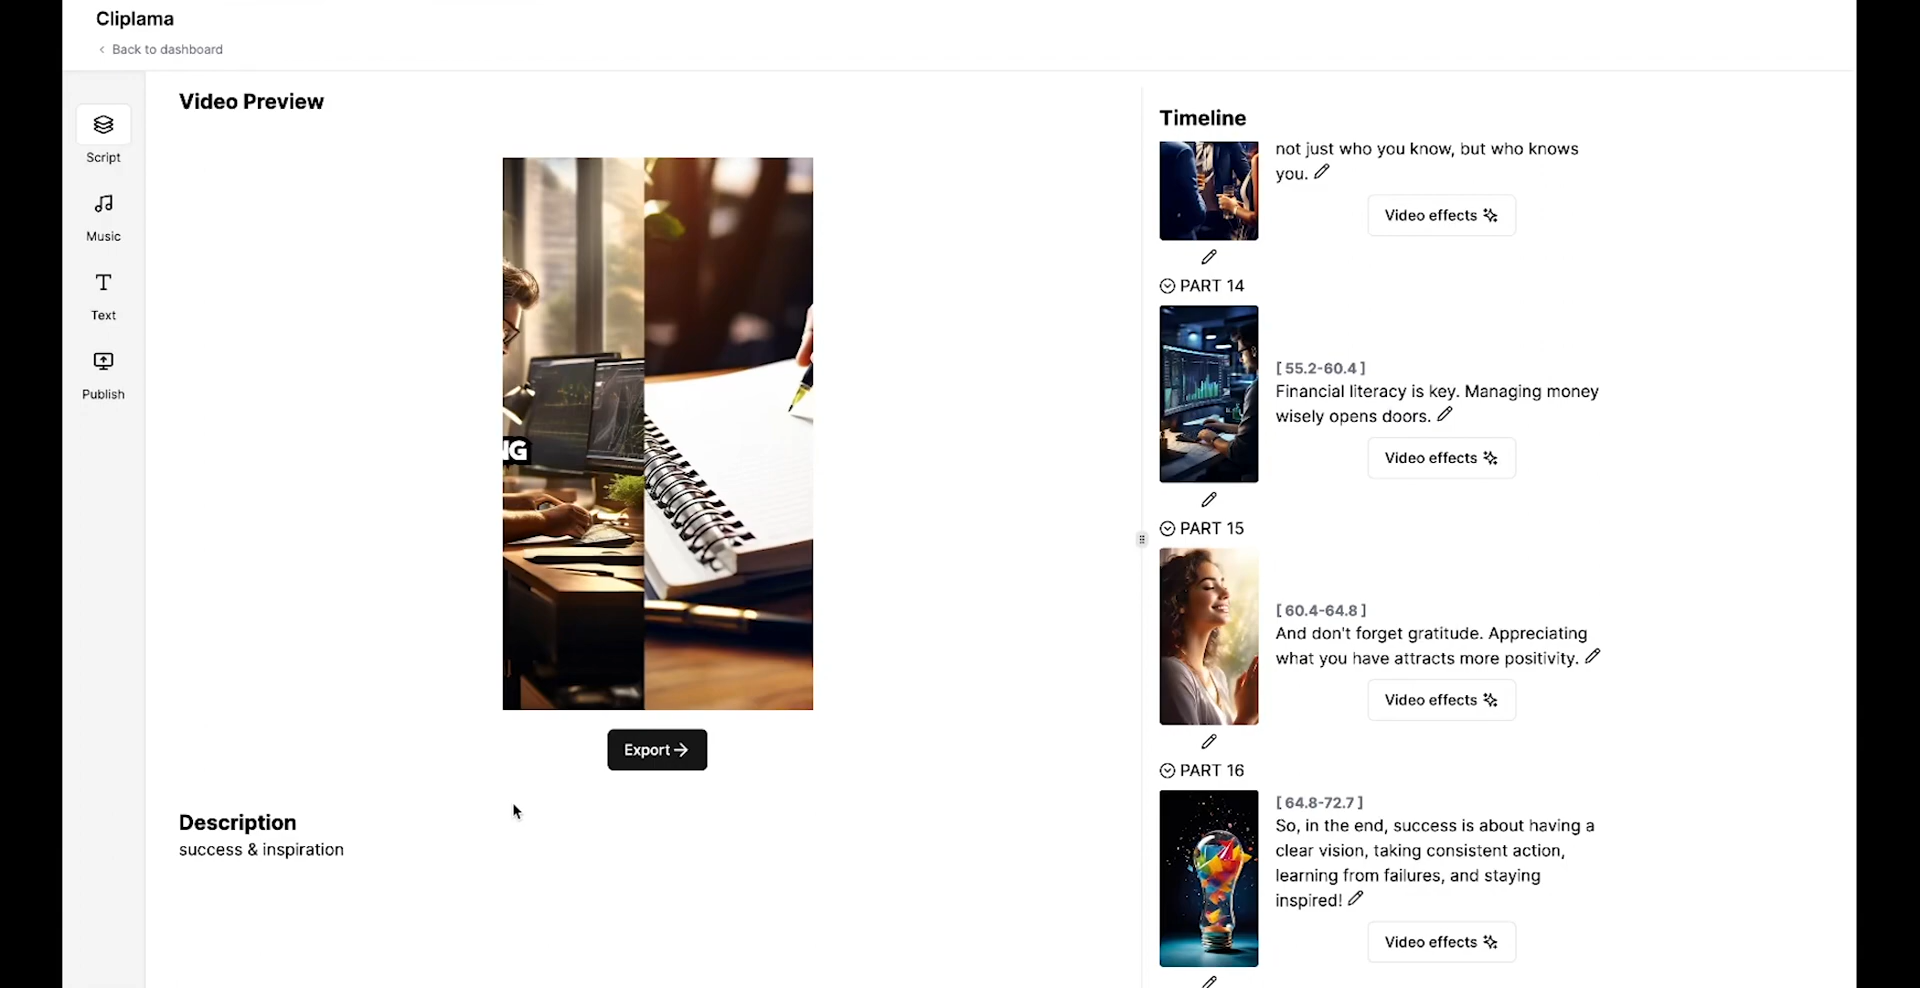 Cliplama
Back to dashboard
Script
Music
Text
Publish
Video Preview
NG
Export
Description
success & inspiration
Timeline
not just who you know, but who knows
you.
Video effects
PART 14
[ 55.2-60.4 ]
Financial literacy is key. Managing money
wisely opens doors.
Video effects
PART 15
[ 60.4-64.8 ]
And don't forget gratitude. Appreciating
what you have attracts more positivity.
Video effects
PART 16
[ 64.8-72.7 ]
So, in the end, success is about having a
clear vision, taking consistent action,
learning from failures, and staying
inspired!
Video effects